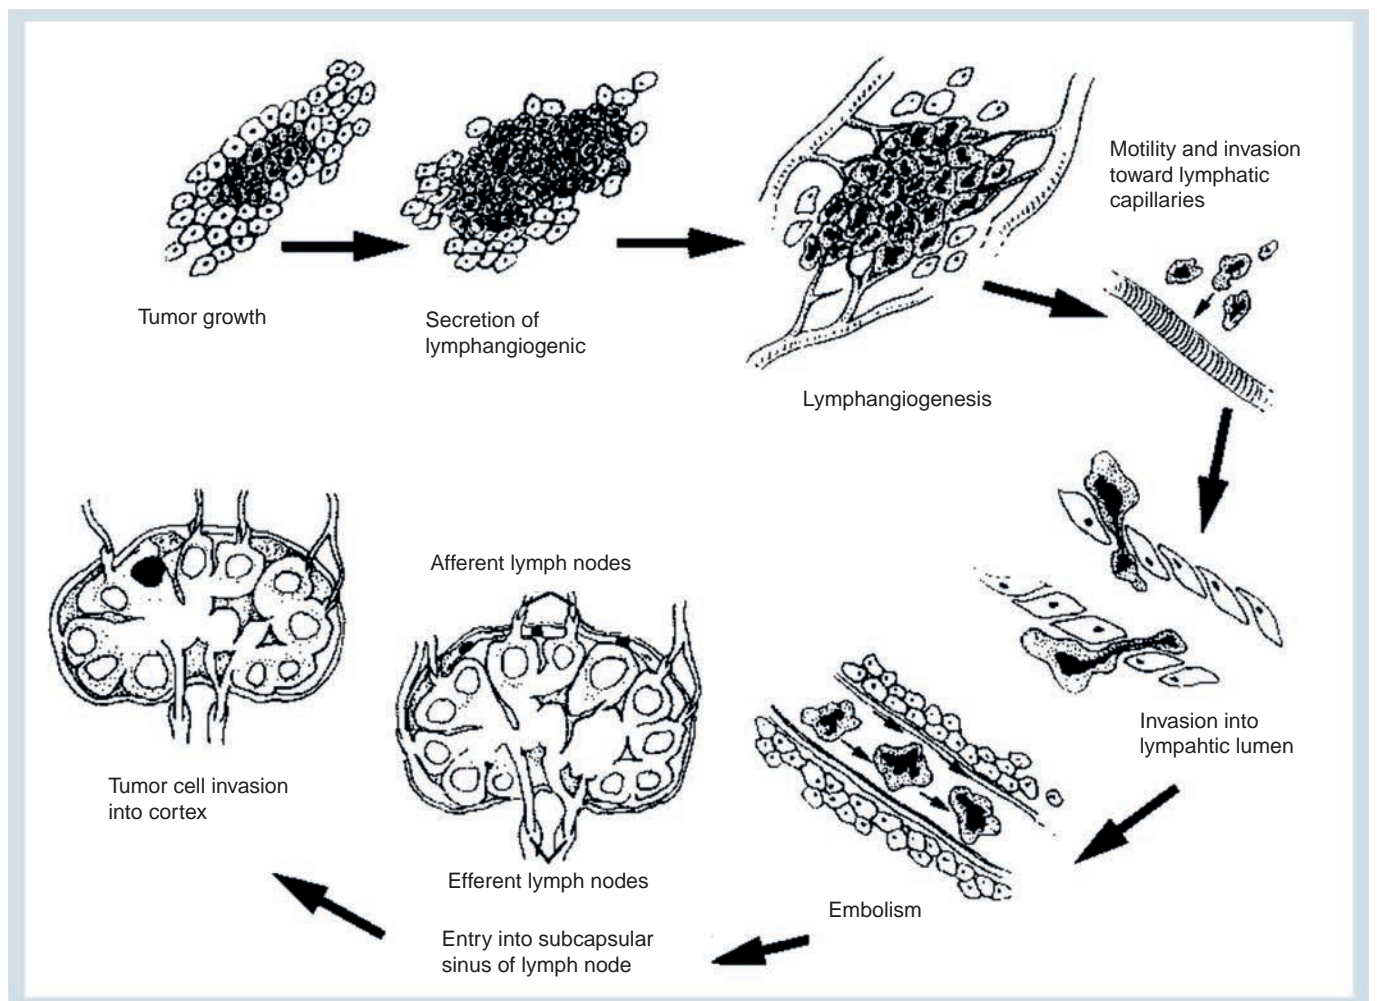 Tumor growth
Secretion of
lymphangiogenic
Lymphangiogenesis
Motility and invasion
toward lymphatic
capillaries
Invasion into
lympahtic lumen
Embolism
Afferent lymph nodes
Efferent lymph nodes
Entry into subcapsular
sinus of lymph node
Tumor cell invasion
into cortex